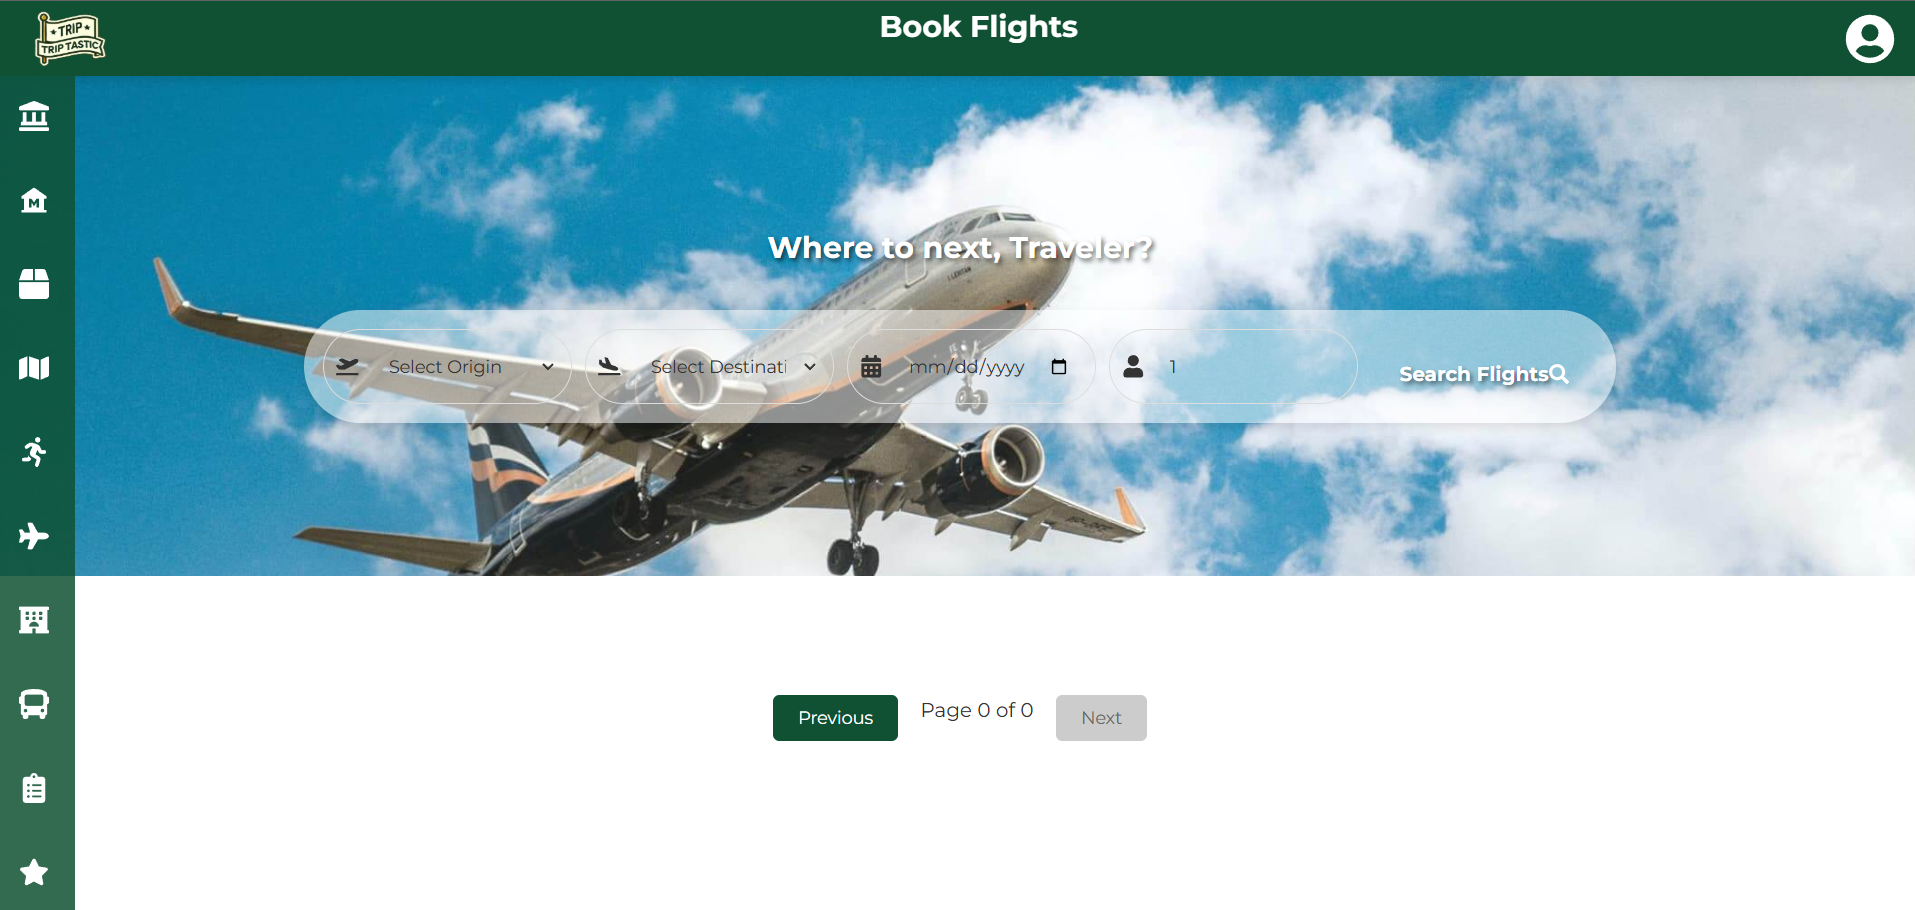 TRIP
TRIP TASTIC
Book Flights
Where to next, Traveler?
Select Origin
Select Destinati
mm/dd/yyyy
1
Search Flights
Previous
Page 0 of 0
Next
M